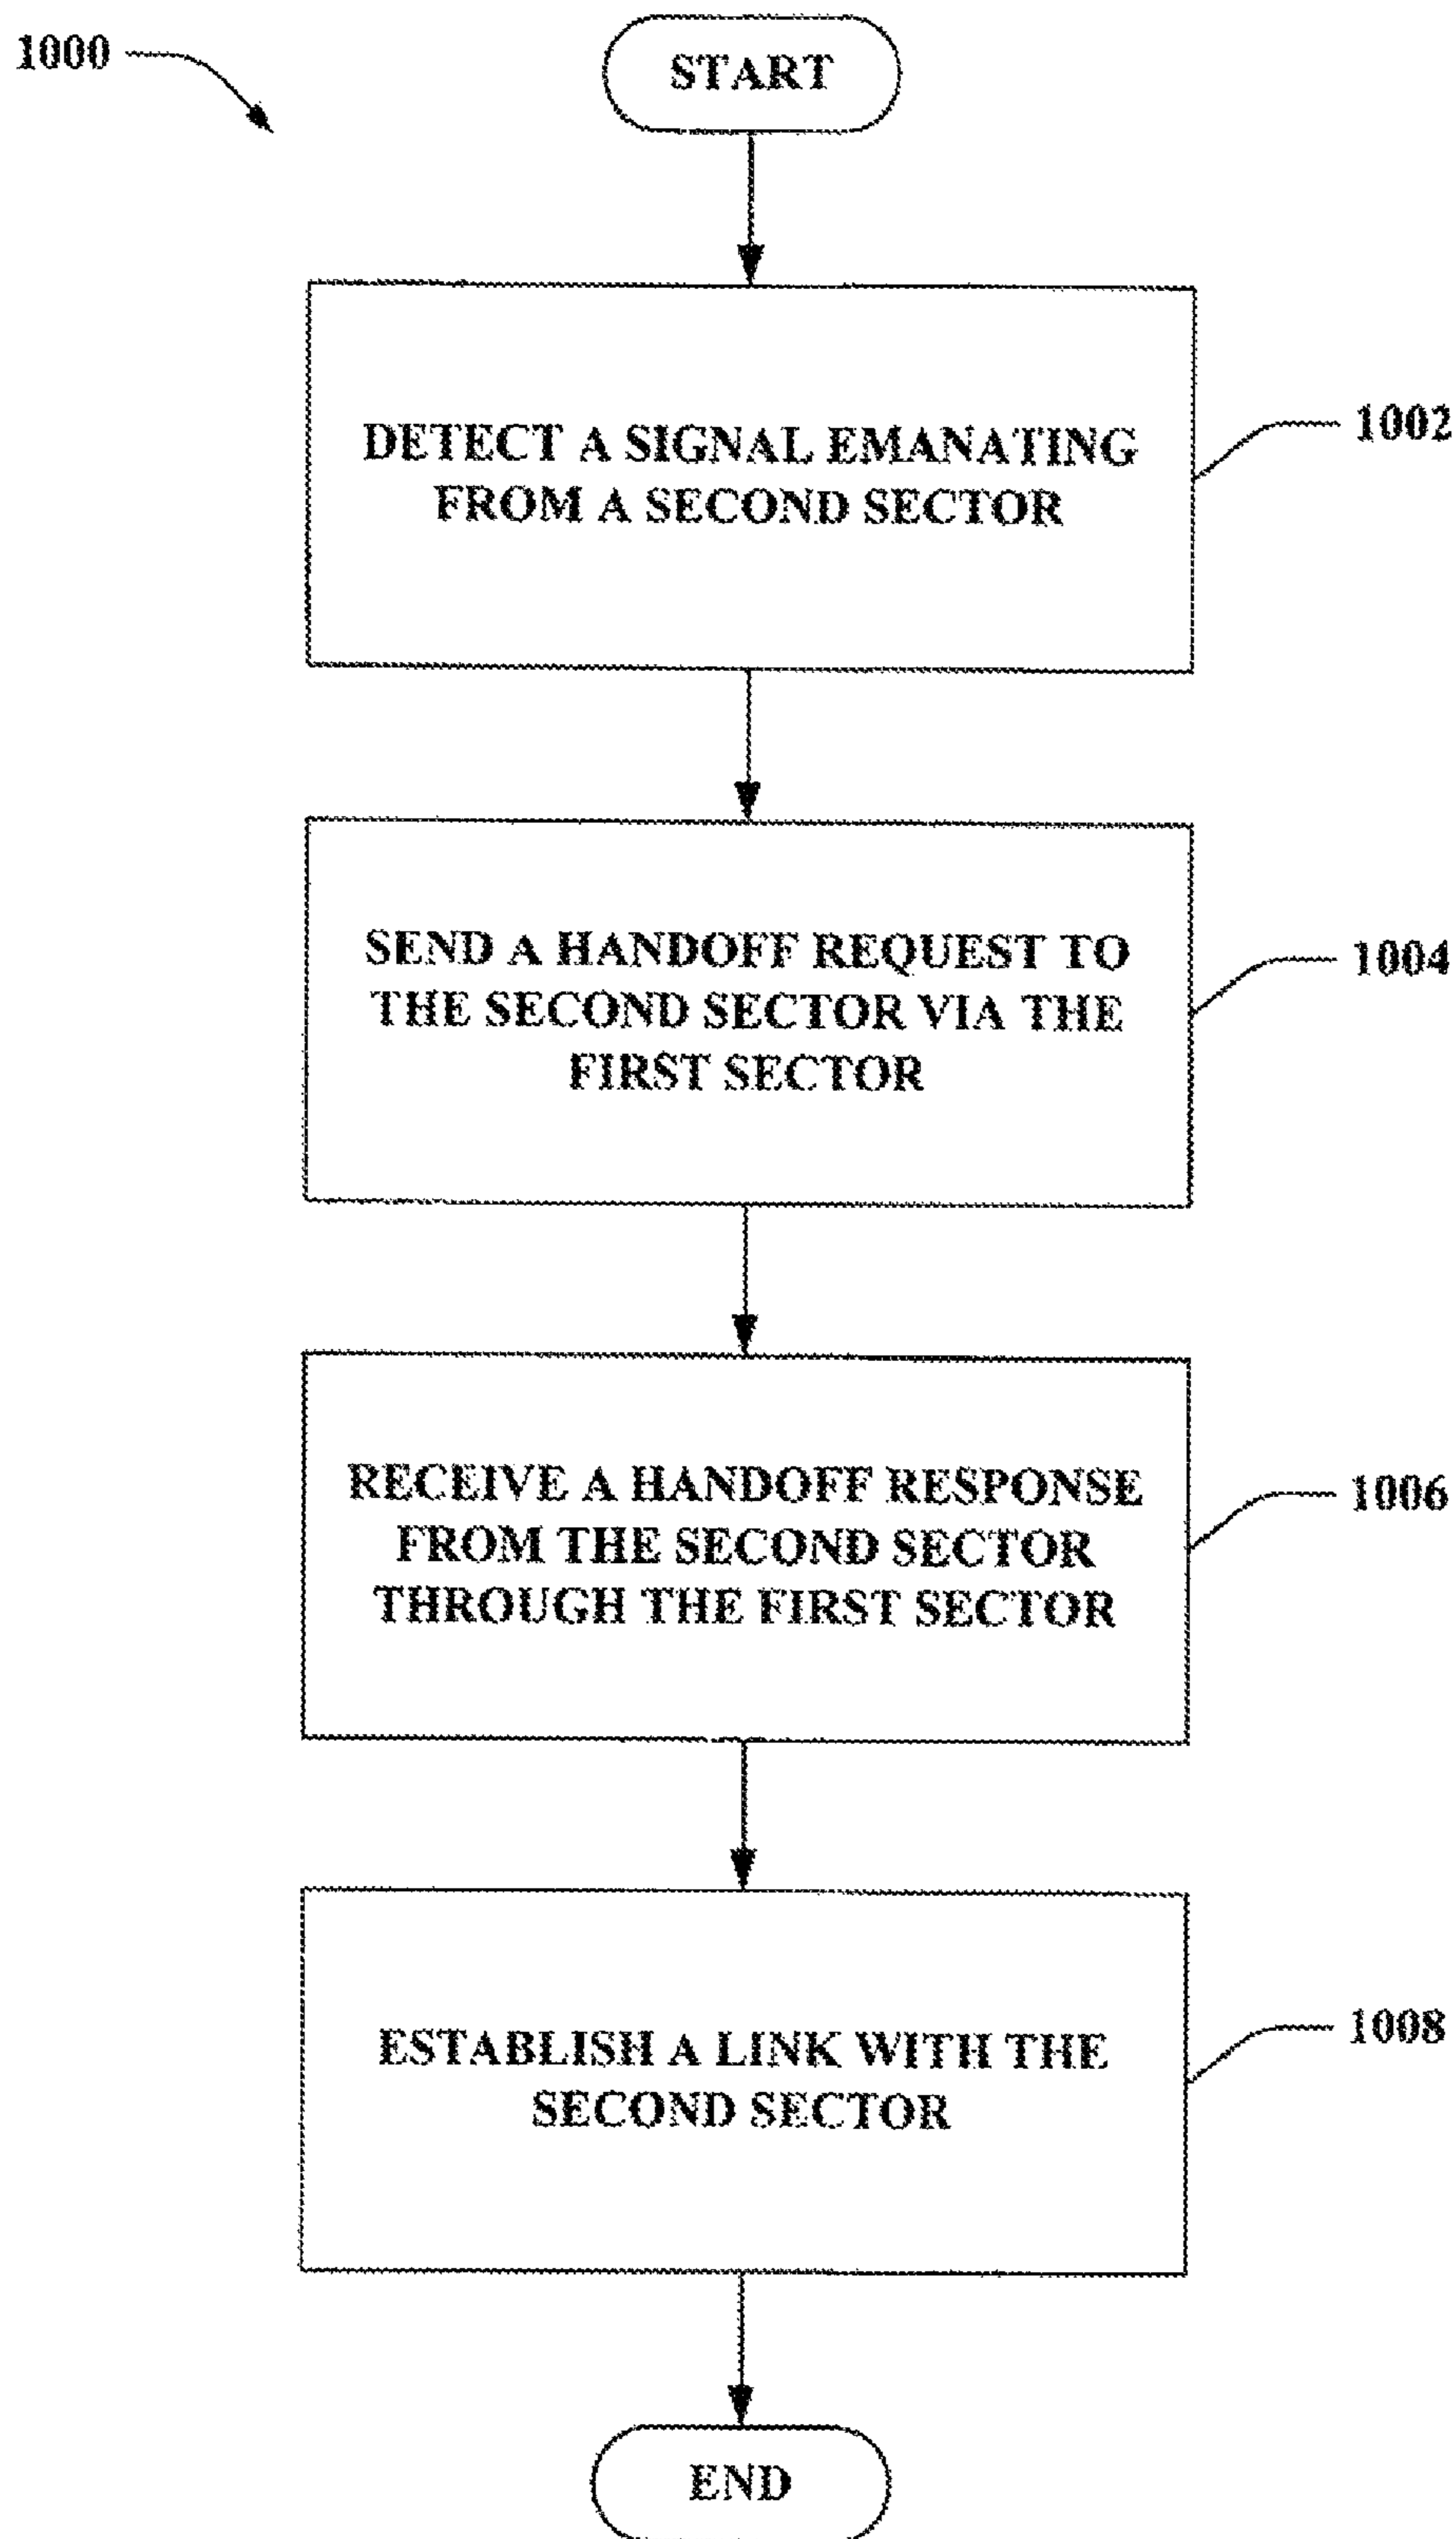 1000
START
DETECT A SIGNAL EMANATING
FROM A SECOND SECTOR
1002
SEND A HANDOFF REQUEST TO
THE SECOND SECTOR VIA THE
FIRST SECTOR
1004
RECEIVE A HANDOFF RESPONSE
FROM THE SECOND SECTOR
THROUGH THE FIRST SECTOR
1006
ESTABLISH A LINK WITH THE
SECOND SECTOR
1008
END